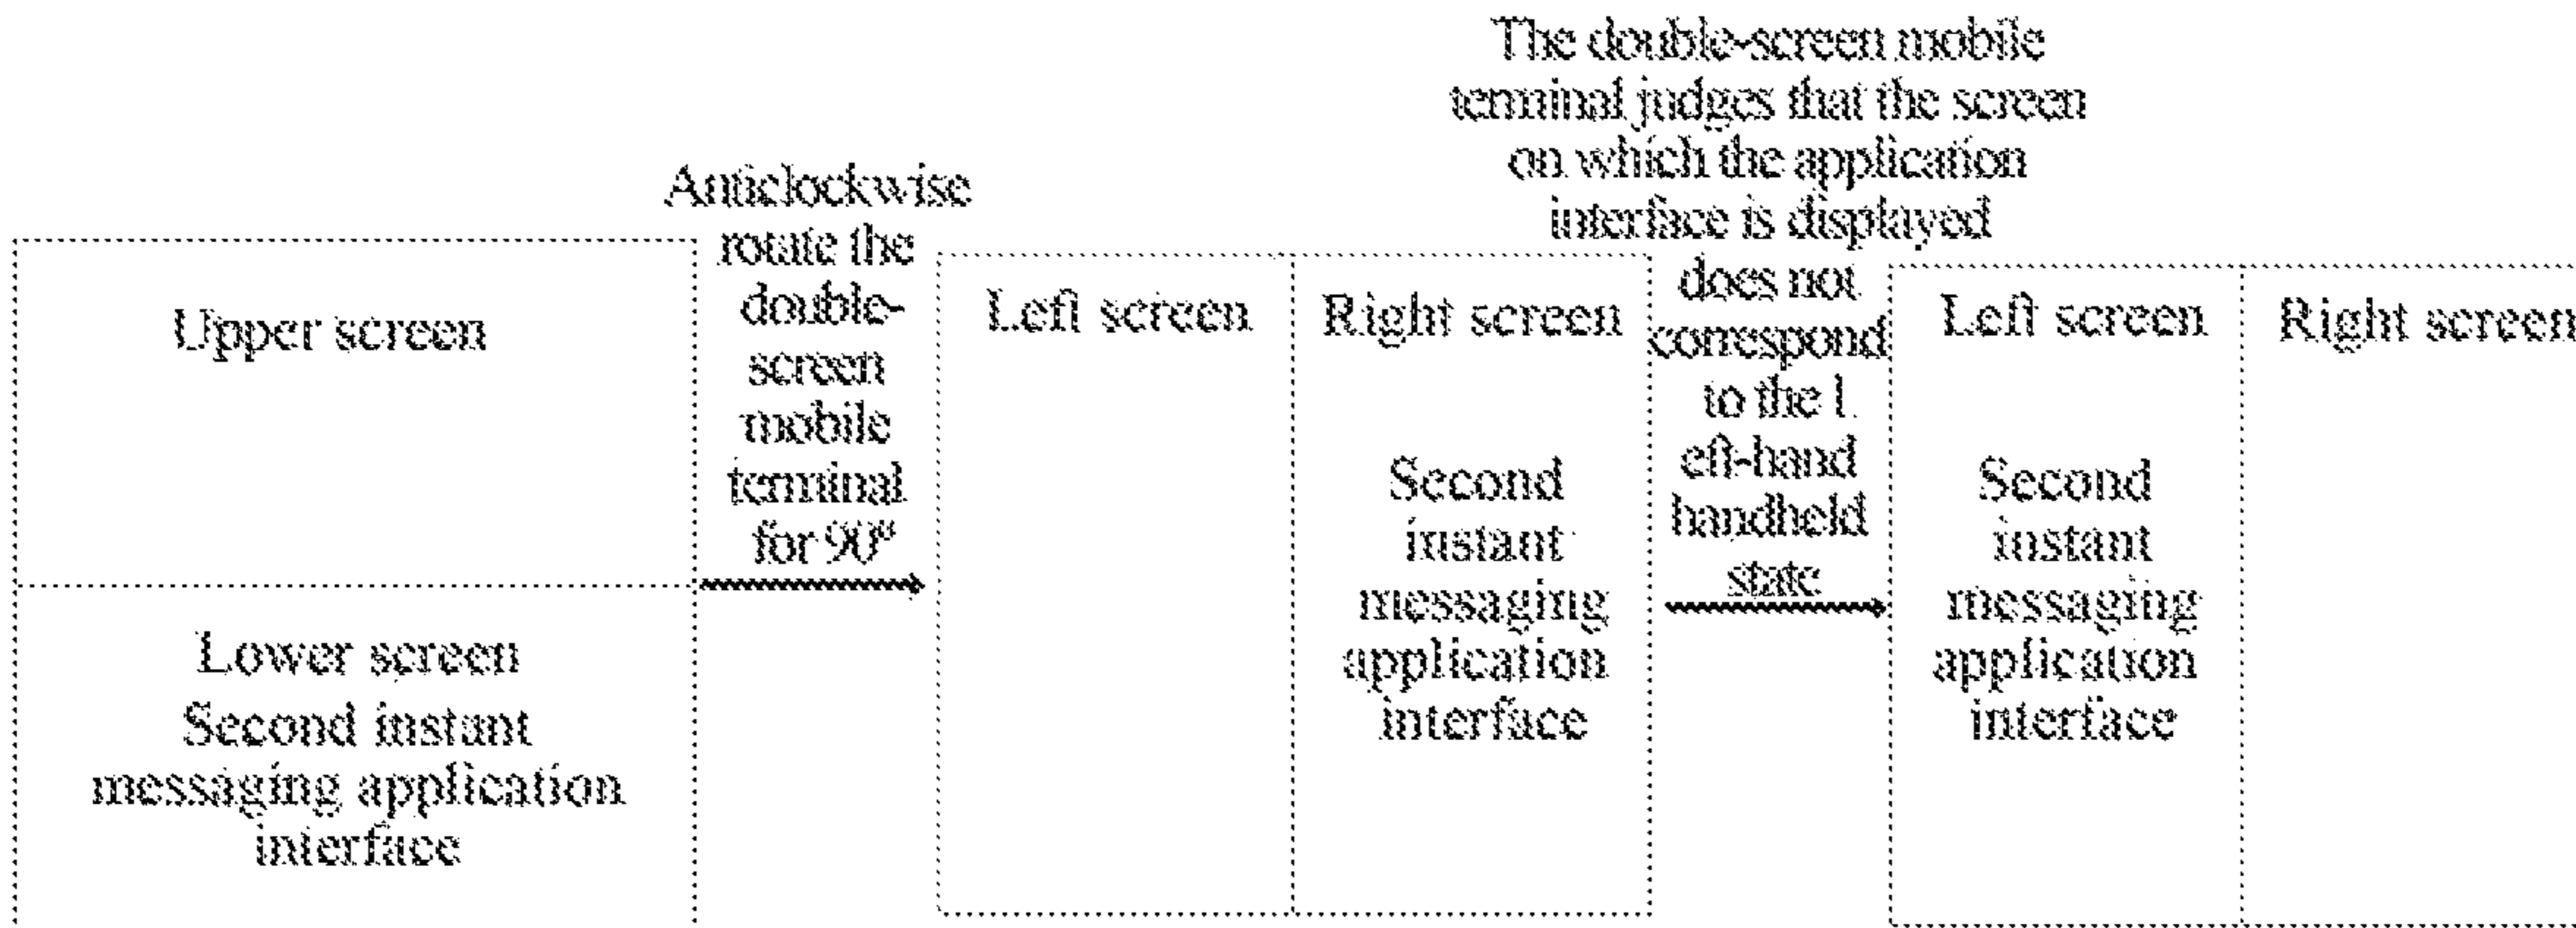 Upper screen
Lower screen
Second instant
messaging application
interface
Anticlockwise
rotate the
double-
screen
mobile
terminal
for 90°
Left screen
Right screen
Second
instant
messaging
application
interface
The double-screen mobile
terminal judges that the screen
on which the application
interface is displayed
does not
correspond
to the l
eft-hand
handheld
state
Left screen
Second
instant
messaging
application
interface
Right screen